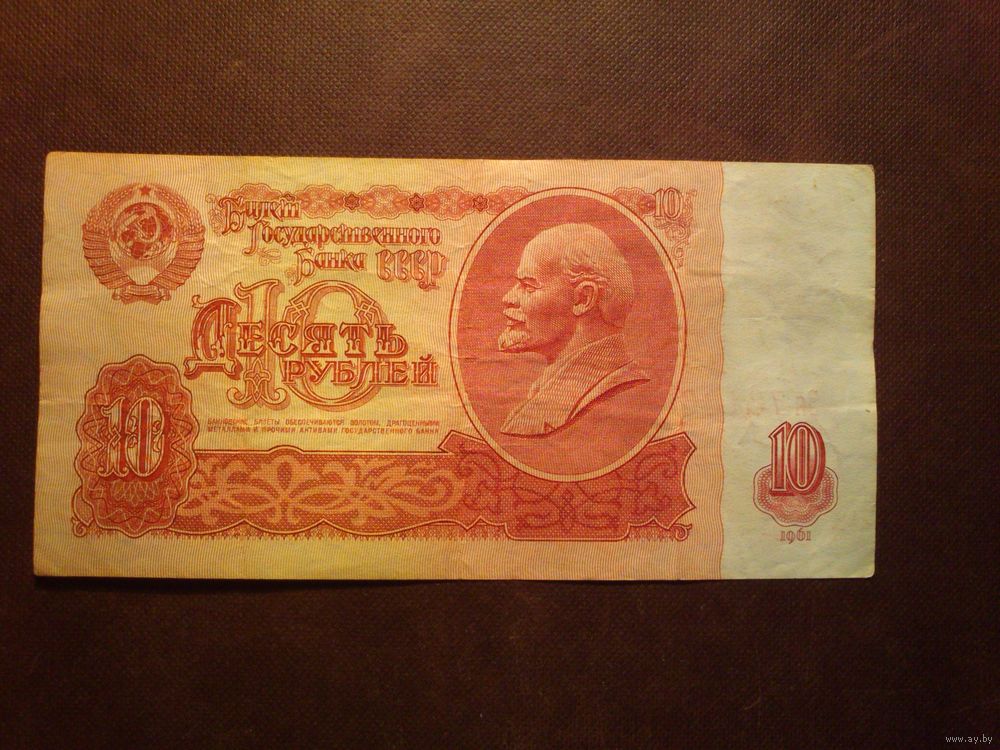 Билет
Государственного
Банка СССР
10
10
Десять
рублей
БАНКОВСКИЕ БИЛЕТЫ ОБЕСПЕЧИВАЮТСЯ ЗОЛОТОМ, ДРАГОЦЕННЫМИ
МЕТАЛЛАМИ И ПРОЧИМИ АКТИВАМИ ГОСУДАРСТВЕННОГО БАНКА
10
10
1961
www.ay.by